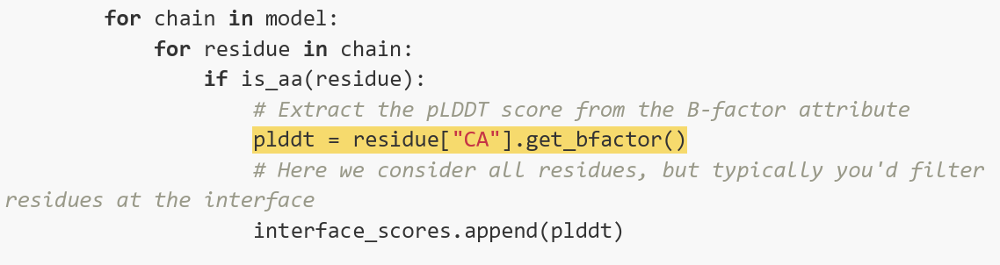 for chain in model:
for residue in chain:
if is_aa(residue):
# Extract the pLDDT score from the B-factor attribute
plddt = residue["CA"].get_bfactor()
# Here we consider all residues, but typically you'd filter
residues at the interface
interface_scores.append(plddt)